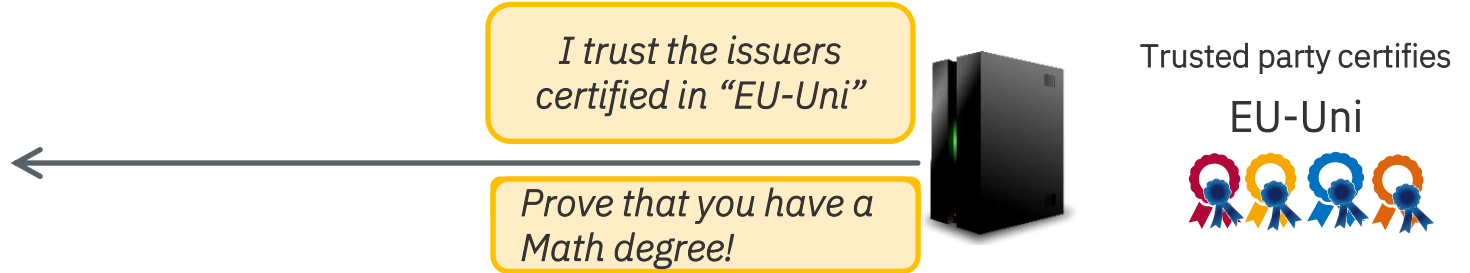 I trust the issuers
certified in “EU-Uni”
Prove that you have a
Math degree!
Trusted party certifies
EU-Uni